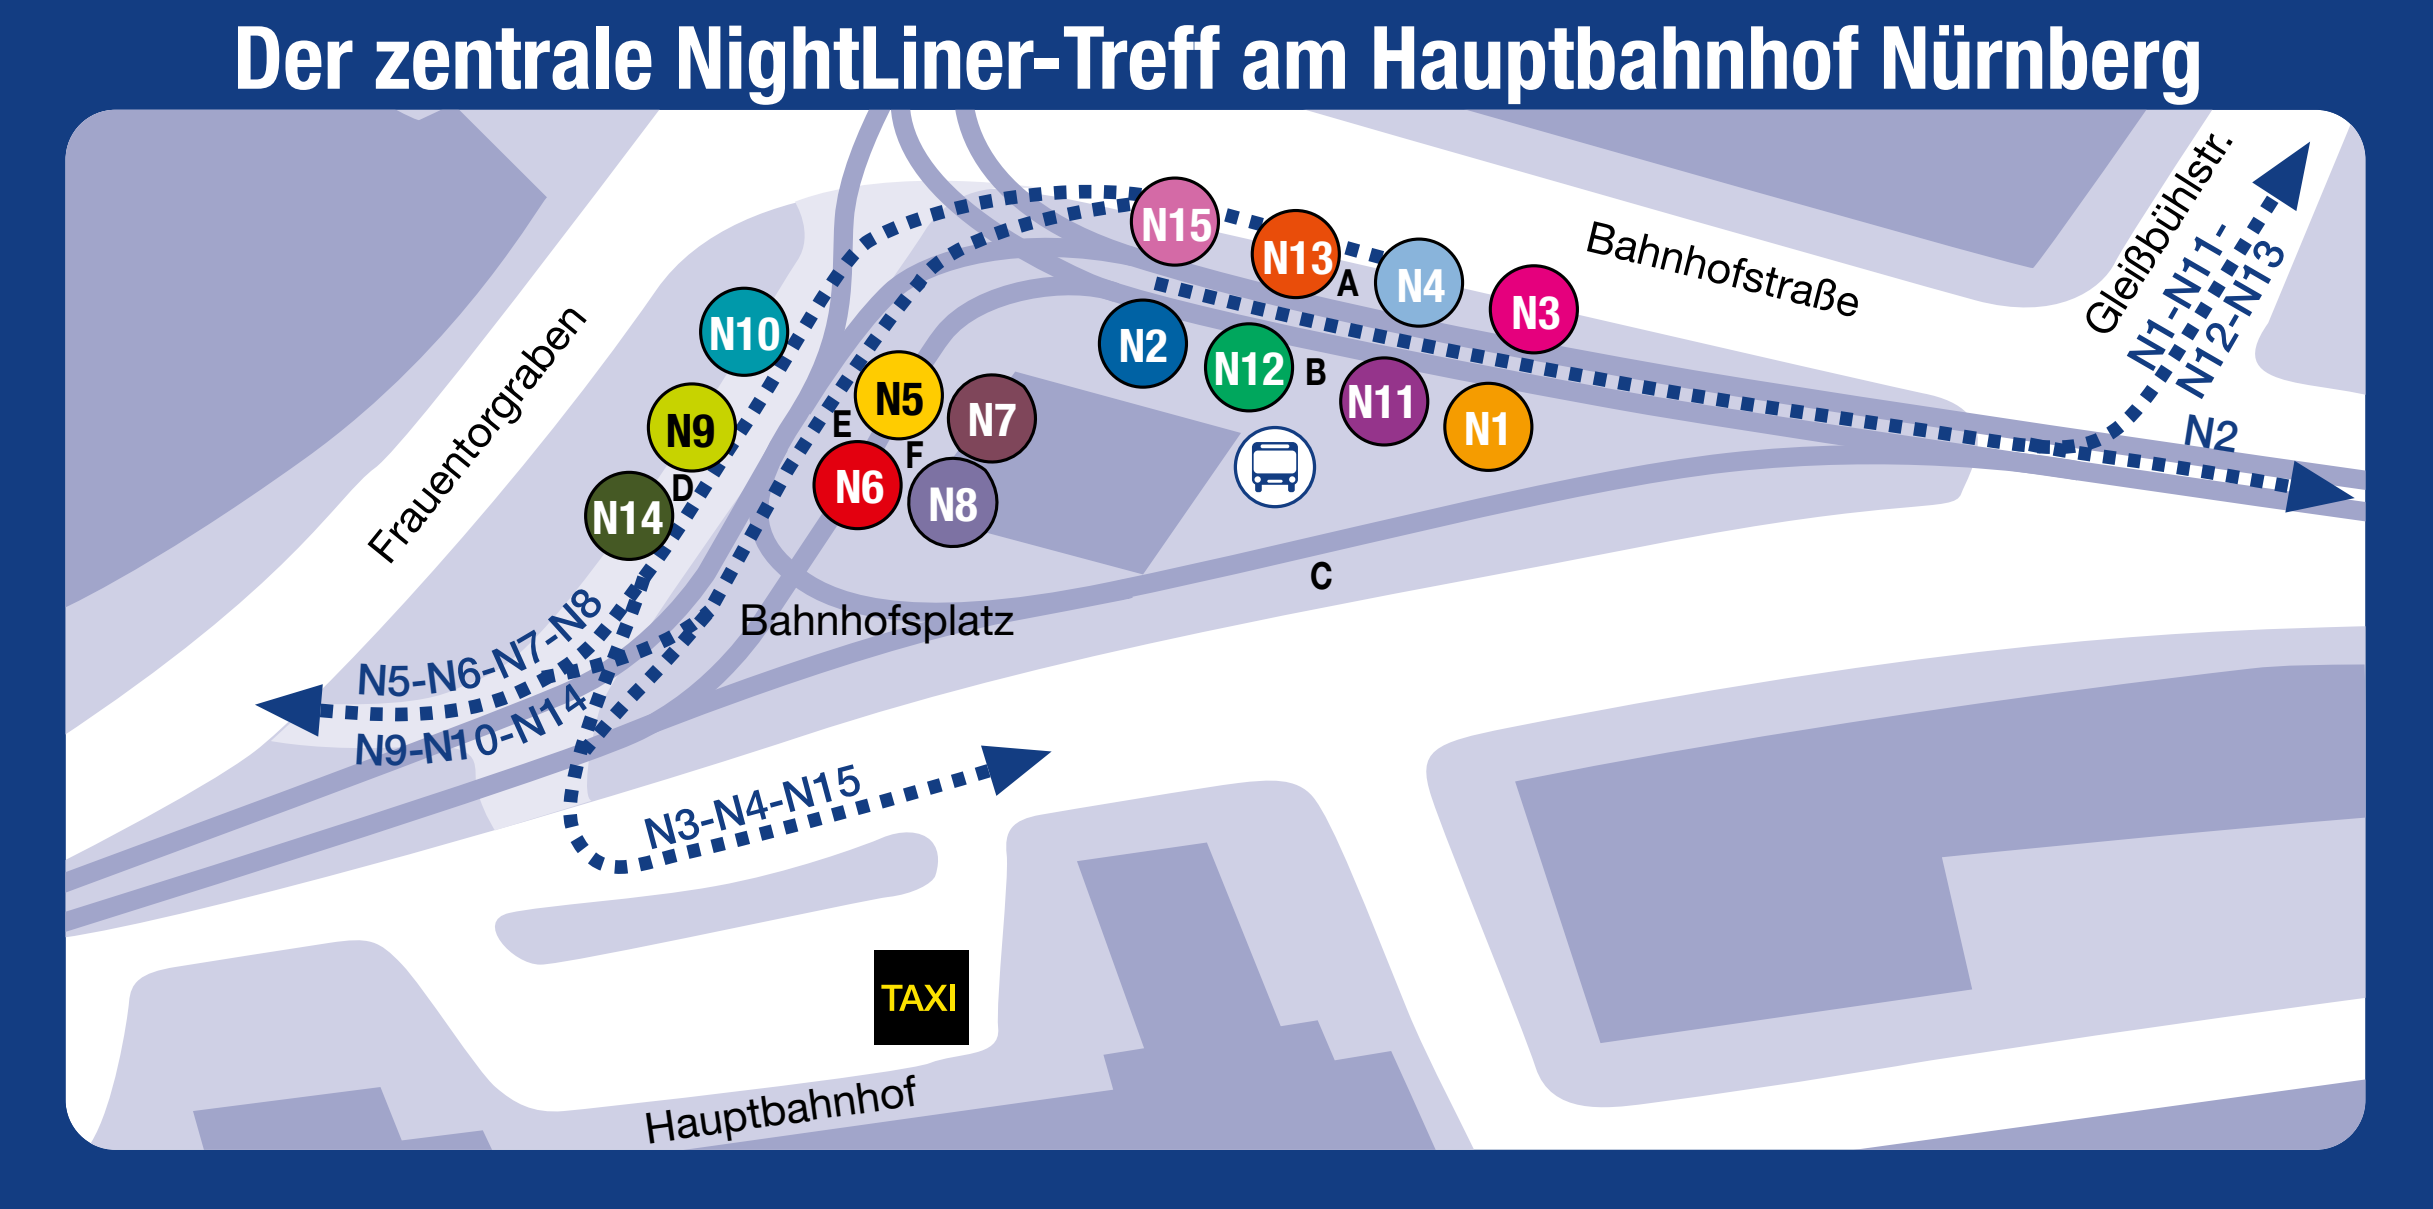 Der zentrale NightLiner-Treff am Hauptbahnhof Nürnberg
Gleißbühlstr.
N1-N11-
N12-N13
N2
Bahnhofstraße
N15
N13
A
N4
N3
N10
N2
N12
B
N11
N1
N5
N7
E
F
N6
N8
N9
D
N14
Frauentorgraben
C
Bahnhofsplatz
N5-N6-N7-N8
N9-N10-N14
N3-N4-N15
TAXI
Hauptbahnhof